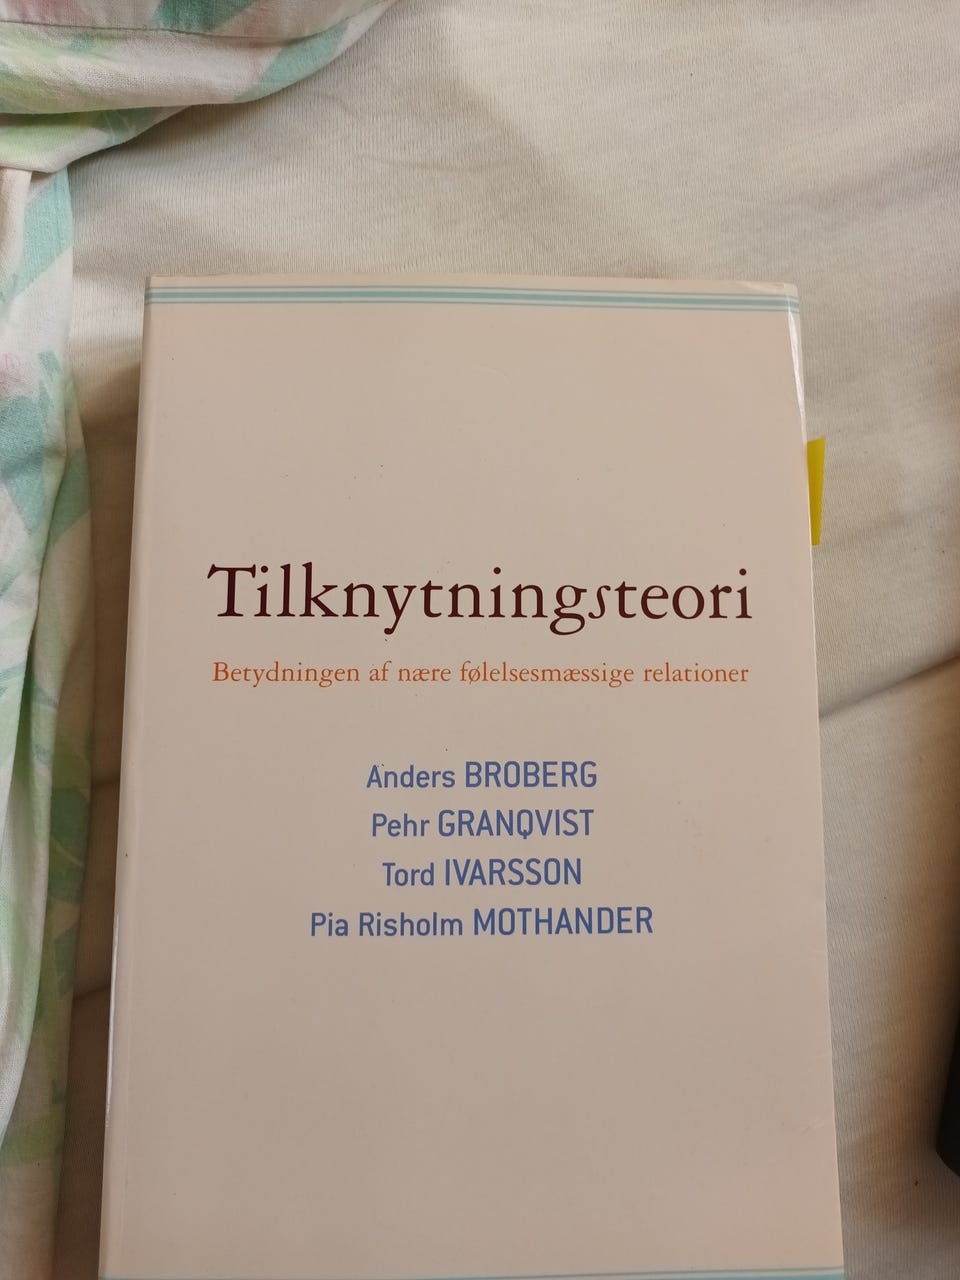 Tilknytningsteori
Betydningen af nære følelsesmæssige relationer
Anders BROBERG
Pehr GRANQVIST
Tord IVARSSON
Pia Risholm MOTHANDER